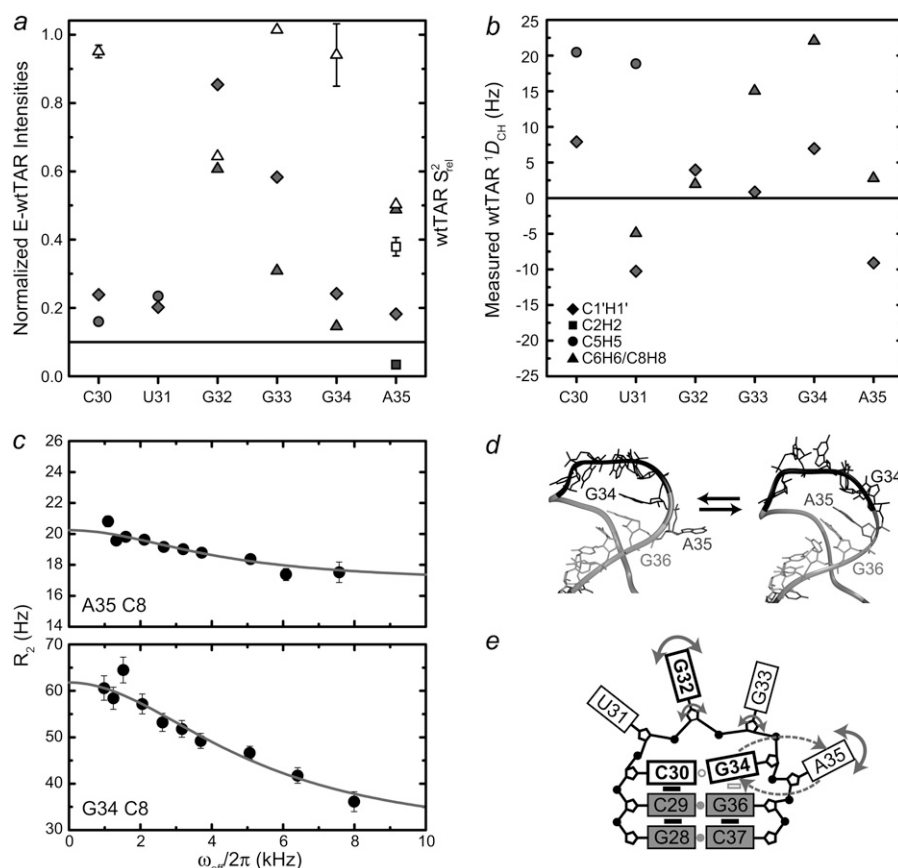 a
Normalized E-wtTAR Intensities
1.0
0.8
0.6
0.4
0.2
0.0
wtTAR S²rel
C30 U31 G32 G33 G34 A35
b
Measured wtTAR ¹DCH (Hz)
25
20
15
10
5
0
-5
-10
-15
-20
-25
C1'H1'
C2H2
C5H5
C6H6/C8H8
C30 U31 G32 G33 G34 A35
c
R2 (Hz)
26
24
22
20
18
16
14
A35 C8
70
60
50
40
30
G34 C8
0 2 4 6 8 10
ωeff/2π (kHz)
d
G34
A35
G36
G34
A35
G36
e
G32
G33
U31
A35
C30 G34
C29 G36
G28 C37